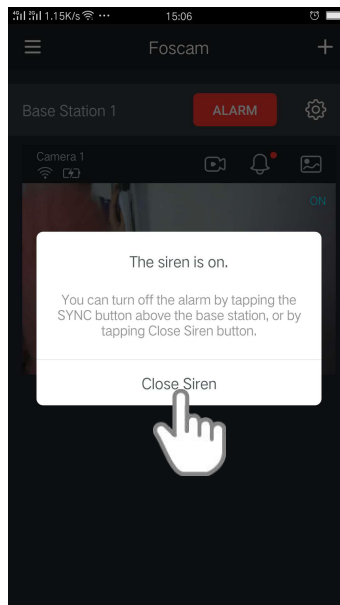 1.15K/s ··· 15:06
Foscam
Base Station 1 ALARM
Camera 1
ON
The siren is on.
You can turn off the alarm by tapping the
SYNC button above the base station, or by
tapping Close Siren button.
Close Siren